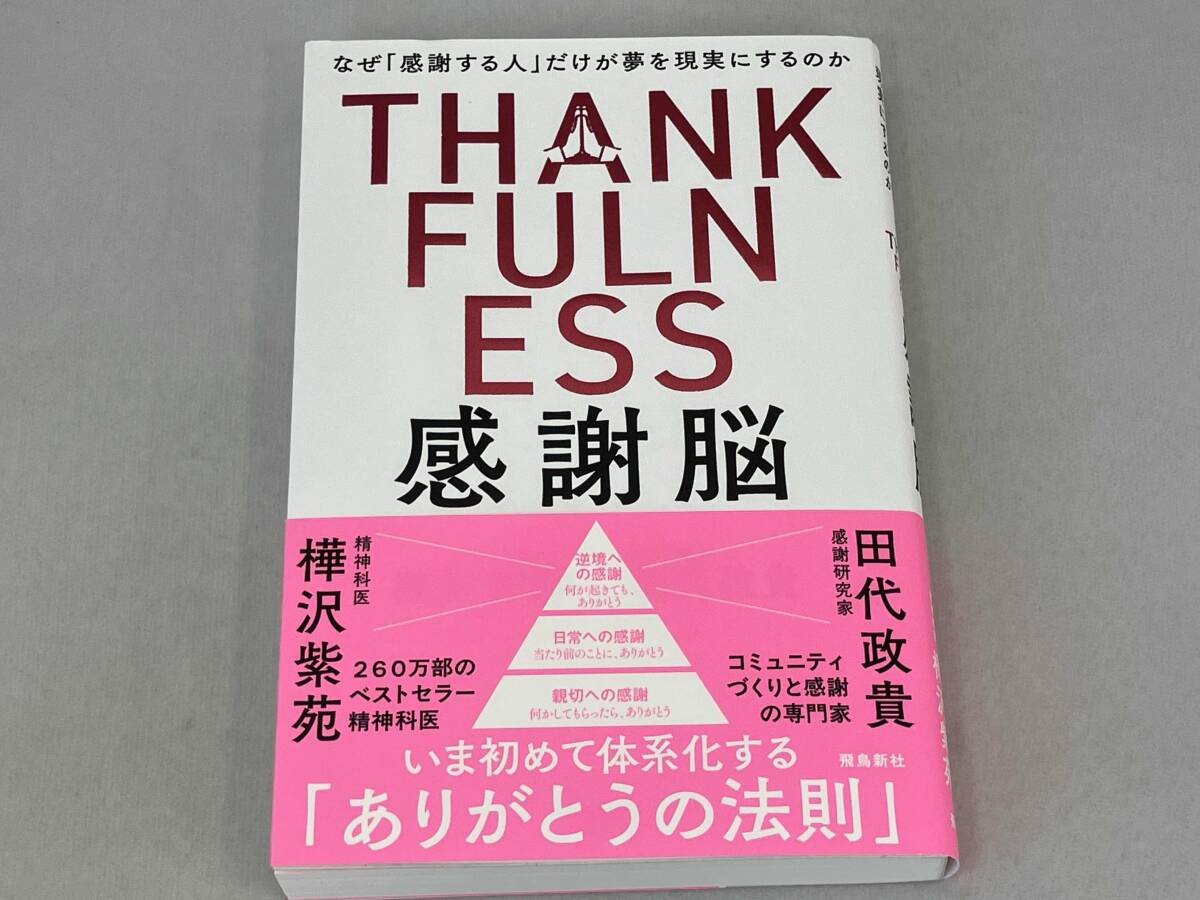 なぜ「感謝する人」だけが夢を現実にするのか
THANK
FULN
ESS
感謝脳
精神科医
樺沢紫苑
260万部の
ベストセラー
精神科医
逆境へ
の感謝
何が起きても、
ありがとう
日常への感謝
当たり前のことに、ありがとう
親切への感謝
何かしてもらったら、ありがとう
田代政貴
感謝研究家
コミュニティ
づくりと感謝
の専門家
いま初めて体系化する
飛鳥新社
「ありがとうの法則」